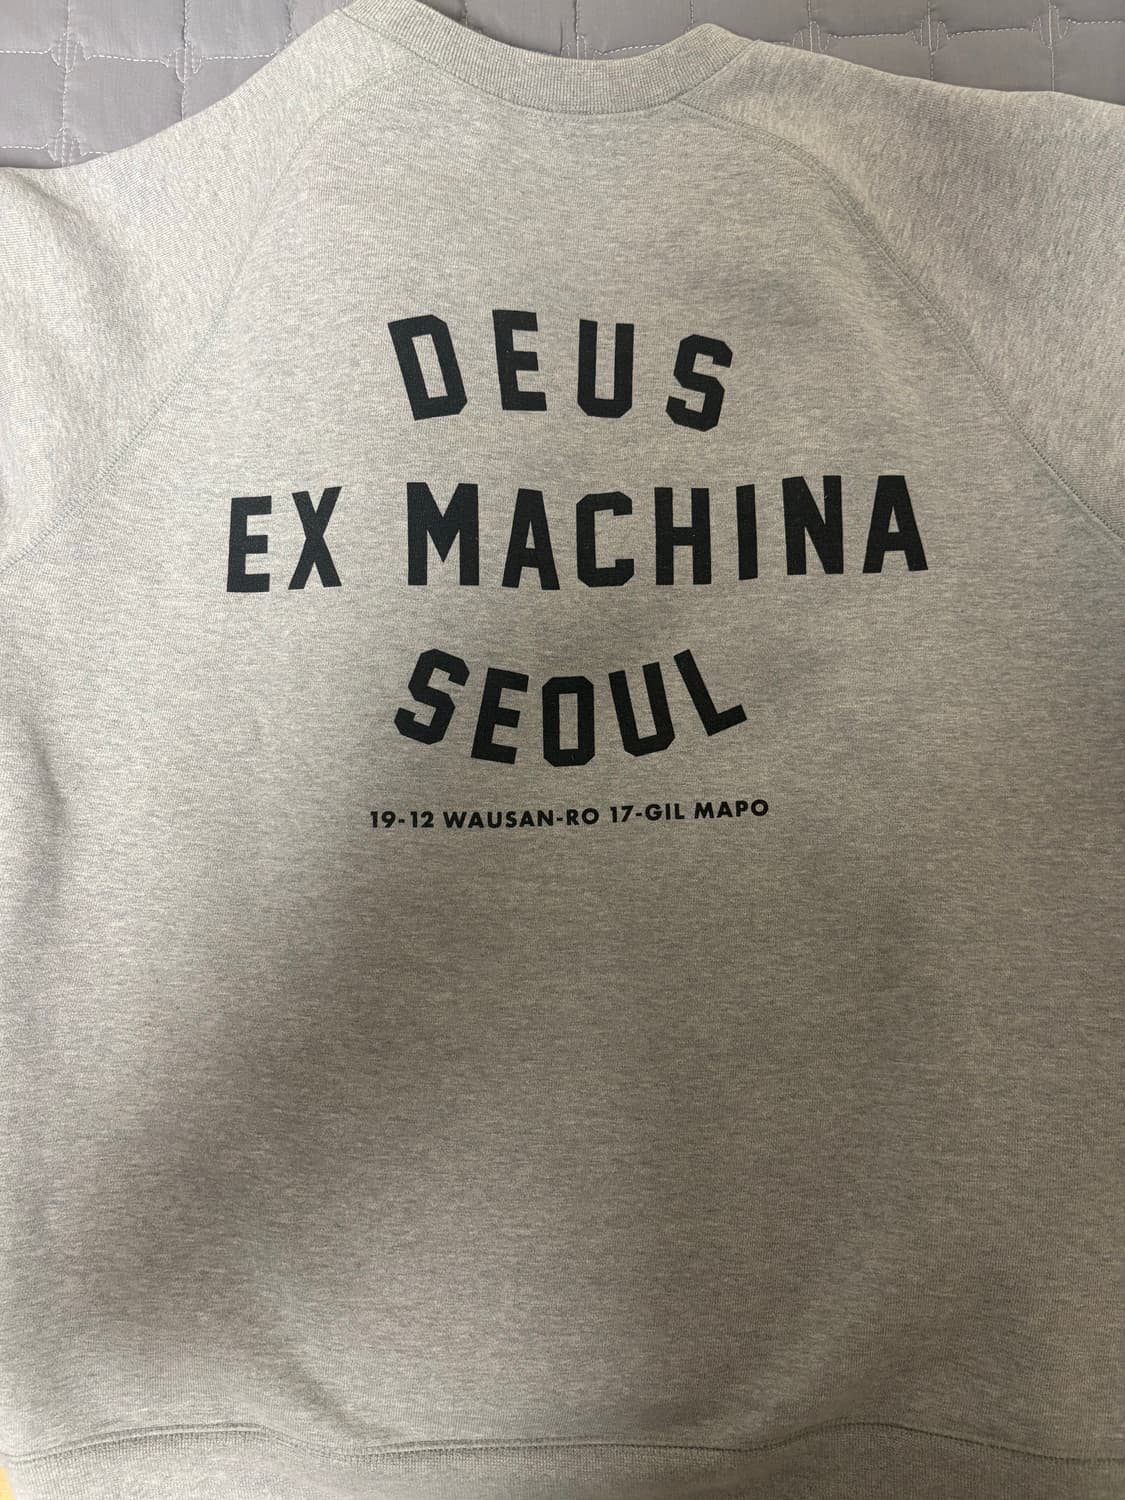 DEUS
EX MACHINA
SEOUL
19-12 WAUSAN-RO 17-GIL MAPO